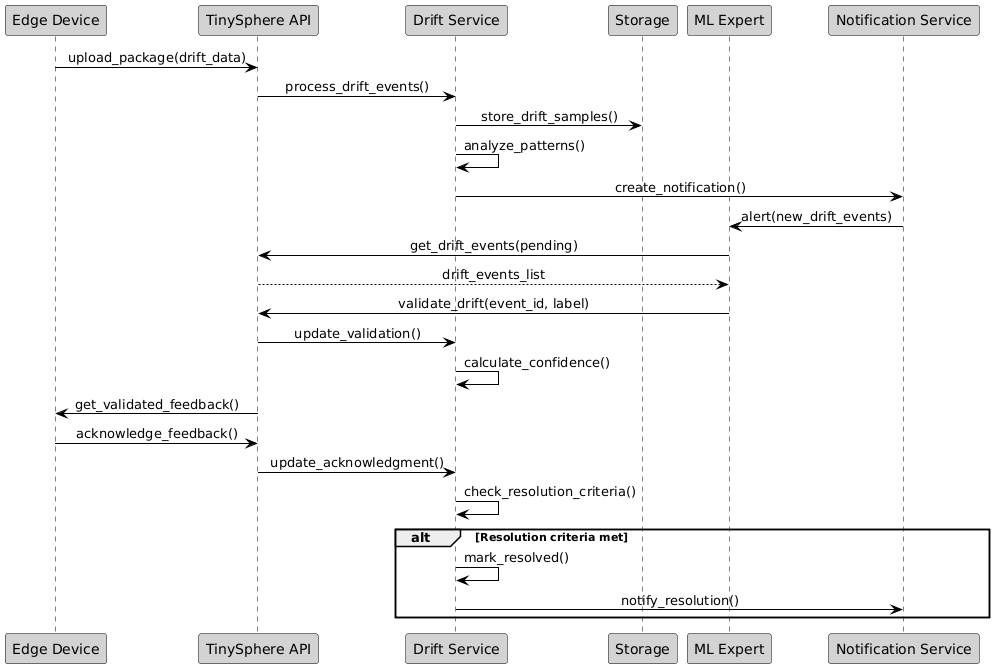 Edge Device
TinySphere API
Drift Service
Storage
ML Expert
Notification Service
upload_package(drift_data)
process_drift_events()
store_drift_samples()
analyze_patterns()
create_notification()
alert(new_drift_events)
get_drift_events(pending)
drift_events_list
validate_drift(event_id, label)
update_validation()
calculate_confidence()
get_validated_feedback()
acknowledge_feedback()
update_acknowledgment()
check_resolution_criteria()
alt [Resolution criteria met]
mark_resolved()
notify_resolution()
Edge Device
TinySphere API
Drift Service
Storage
ML Expert
Notification Service